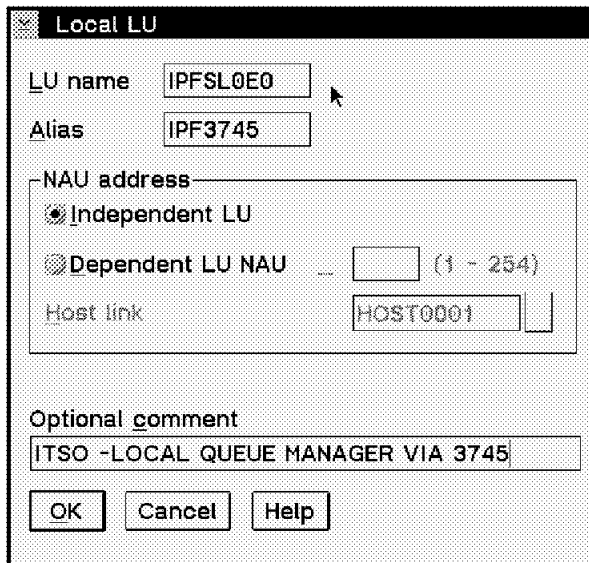 Local LU
LU name IPFSL0E0
Alias IPF3745
NAU address
Independent LU
Dependent LU NAU (1 - 254)
Host link HOST0001
Optional comment
ITSO -LOCAL QUEUE MANAGER VIA 3745
OK Cancel Help